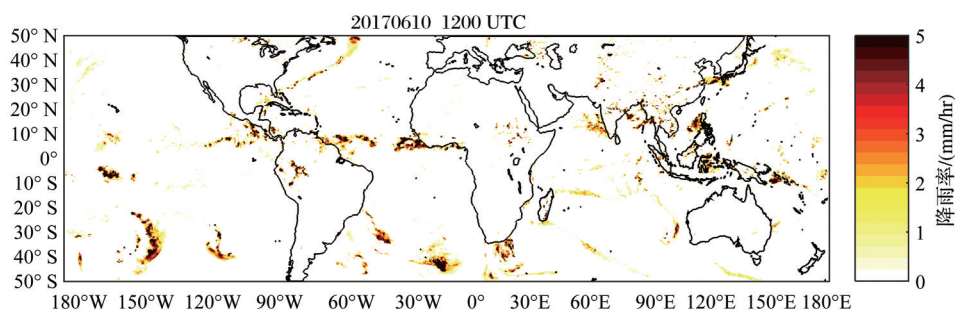 20170610 1200 UTC
50° N
40° N
30° N
20° N
10° N
0°
10° S
20° S
30° S
40° S
50° S
180°W 150°W 120°W 90°W 60°W 30°W 0° 30°E 60°E 90°E 120°E 150°E 180°E
5
4
3
2
1
0
降雨率/(mm/hr)